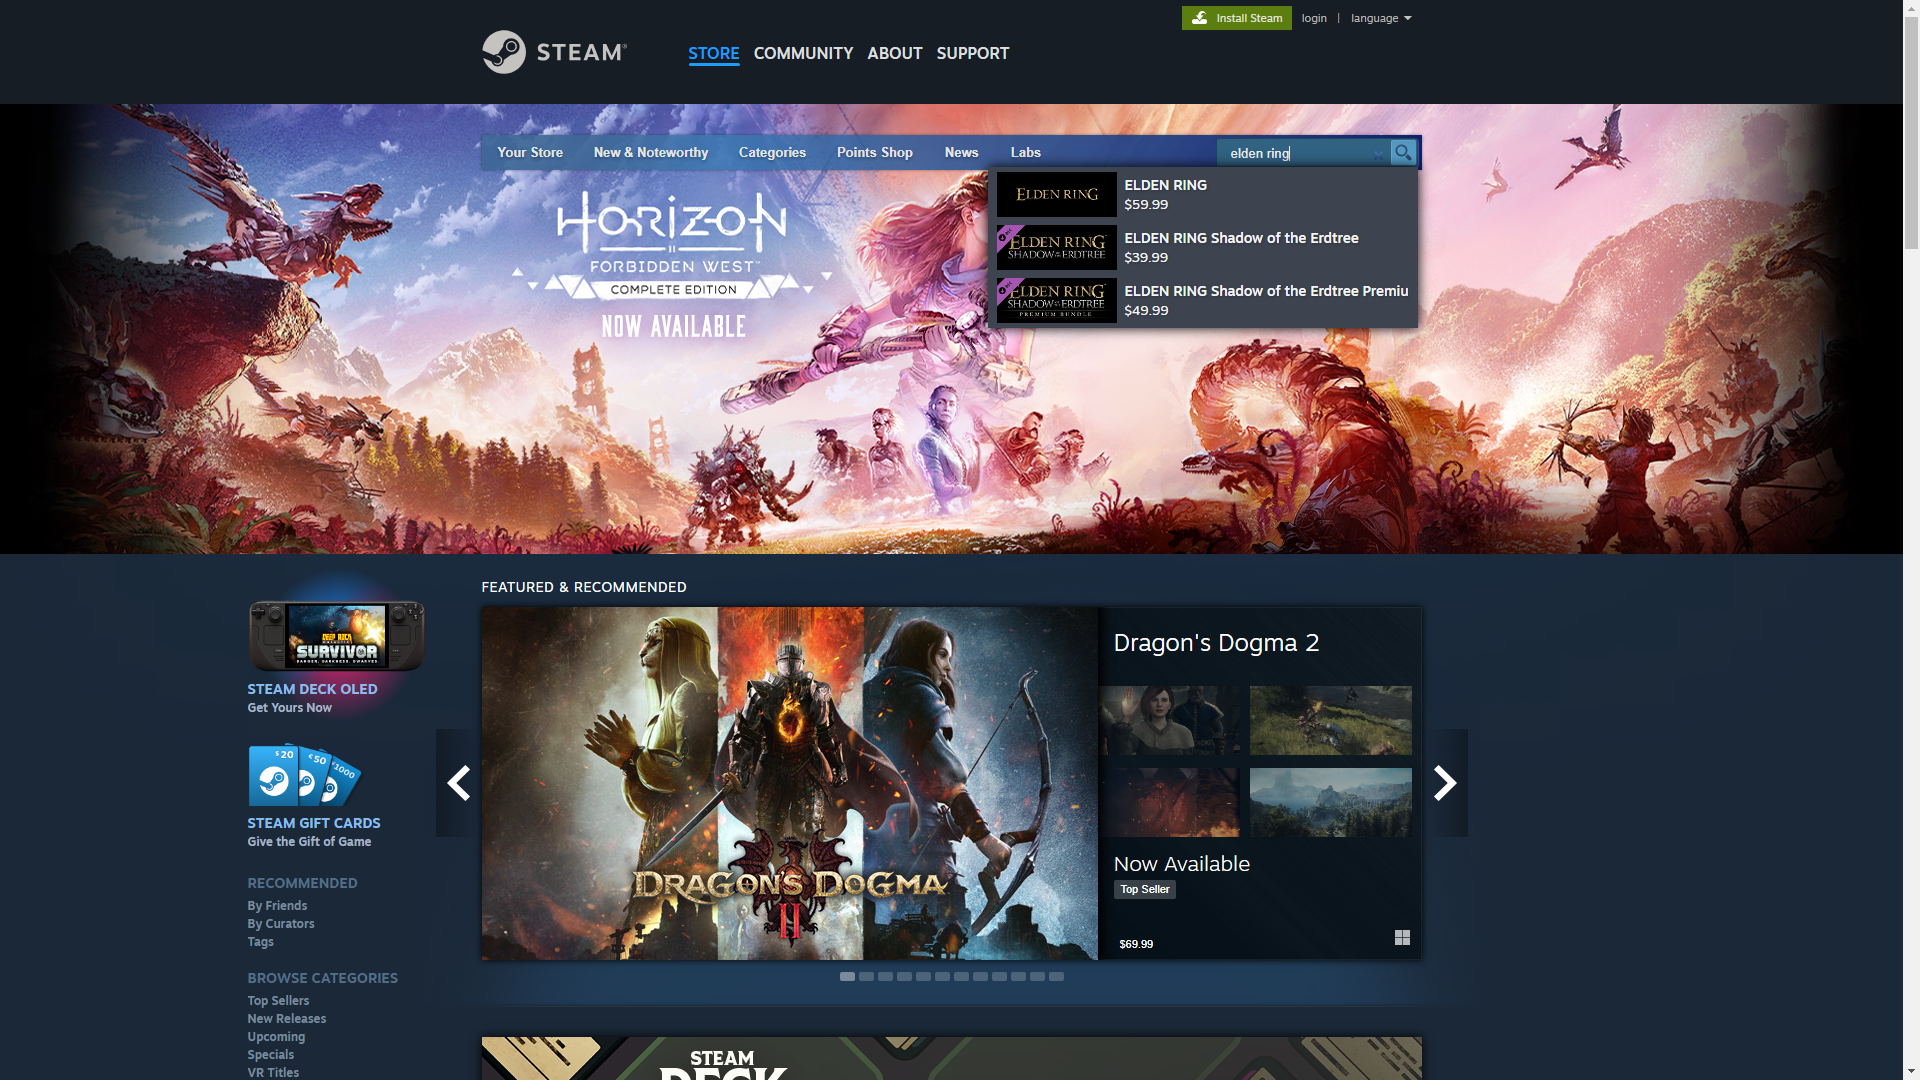 Install Steam
login | language
STEAM
STORE COMMUNITY ABOUT SUPPORT
Your Store New & Noteworthy Categories Points Shop News Labs
elden ring
ELDEN RING
ELDEN RING
$59.99
ELDEN RING
SHADOW OF THE ERDTREE
ELDEN RING Shadow of the Erdtree
$39.99
ELDEN RING
SHADOW OF THE ERDTREE
PREMIUM BUNDLE
ELDEN RING Shadow of the Erdtree Premiu
$49.99
HORIZON
II
FORBIDDEN WEST™
COMPLETE EDITION
NOW AVAILABLE
FEATURED & RECOMMENDED
SURVIVOR
DANGER. DARKNESS. DWARVES.
STEAM DECK OLED
Get Yours Now
$20
€50
1000
STEAM GIFT CARDS
Give the Gift of Game
RECOMMENDED
By Friends
By Curators
Tags
BROWSE CATEGORIES
Top Sellers
New Releases
Upcoming
Specials
VR Titles
DRAGON'S DOGMA
II
Dragon's Dogma 2
Now Available
Top Seller
$69.99
STEAM
DECK